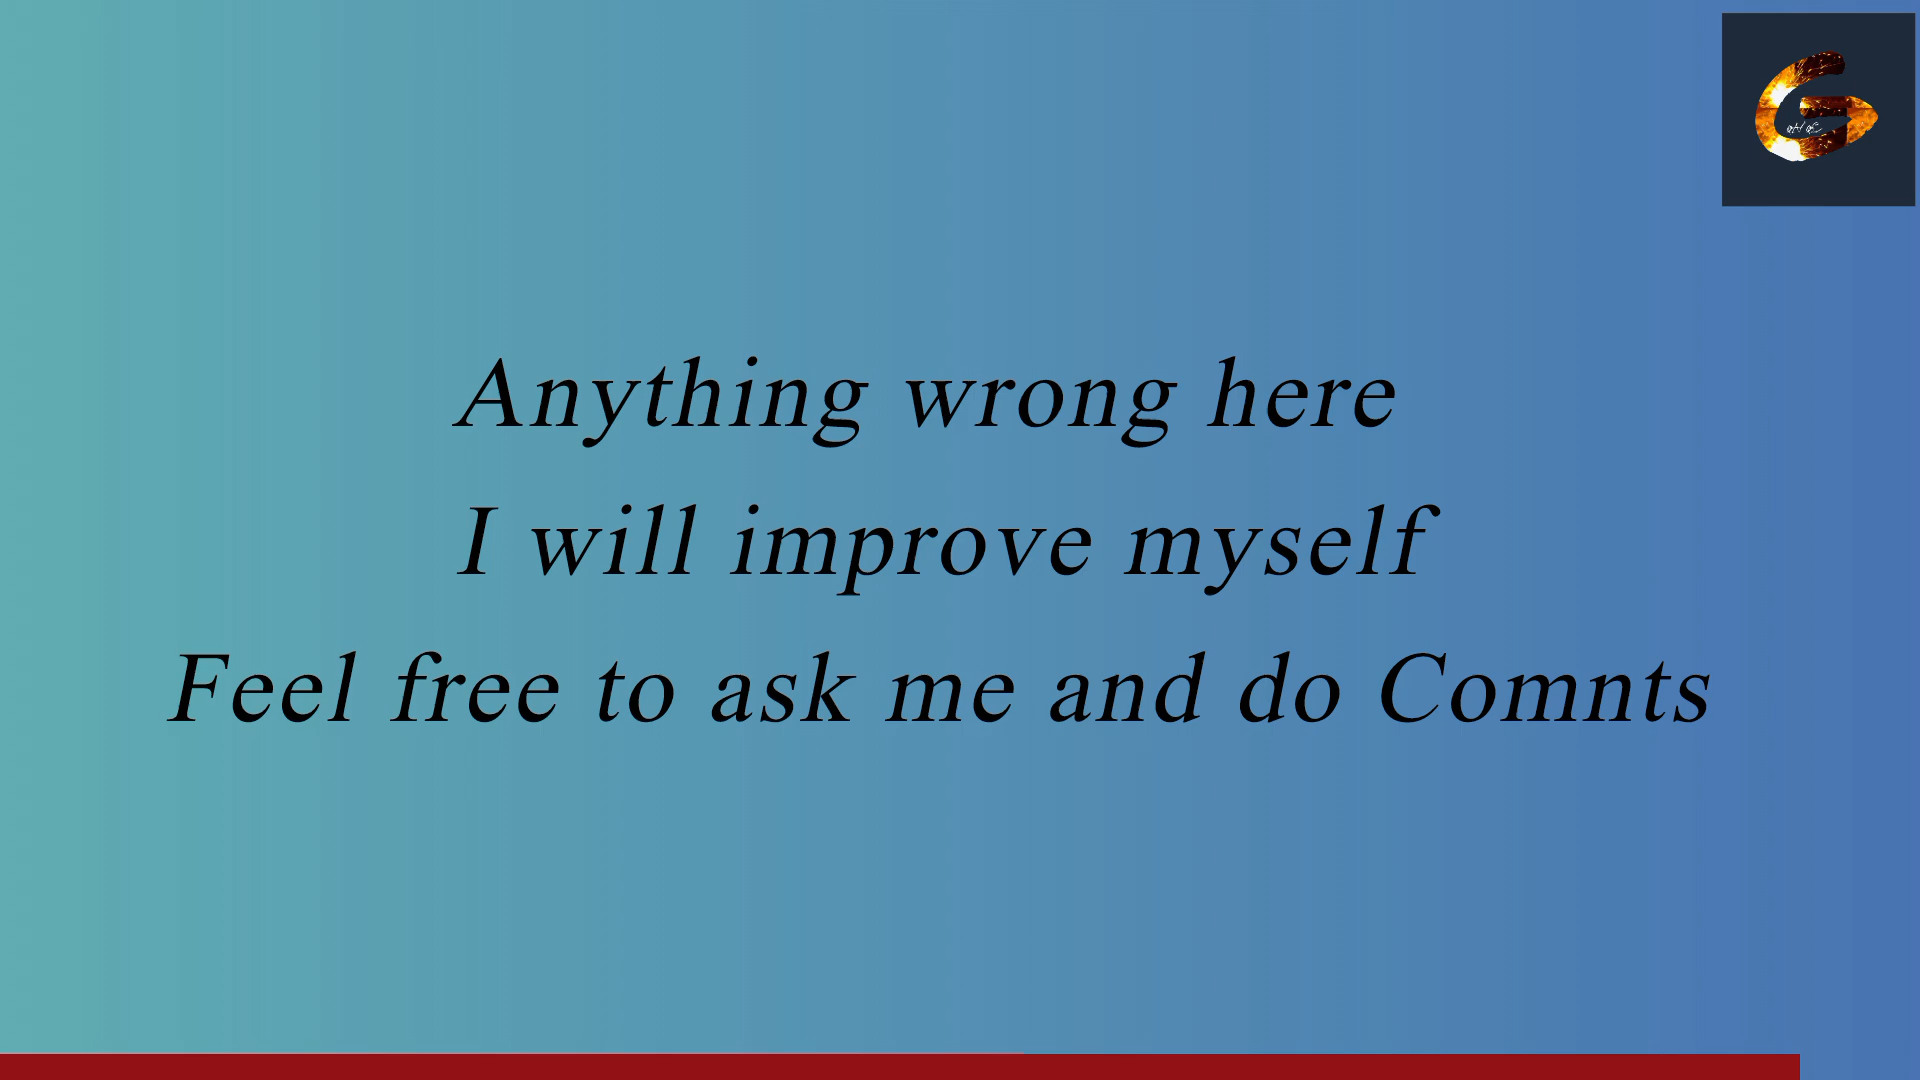 Anything wrong here
I will improve myself
Feel free to ask me and do Comnts